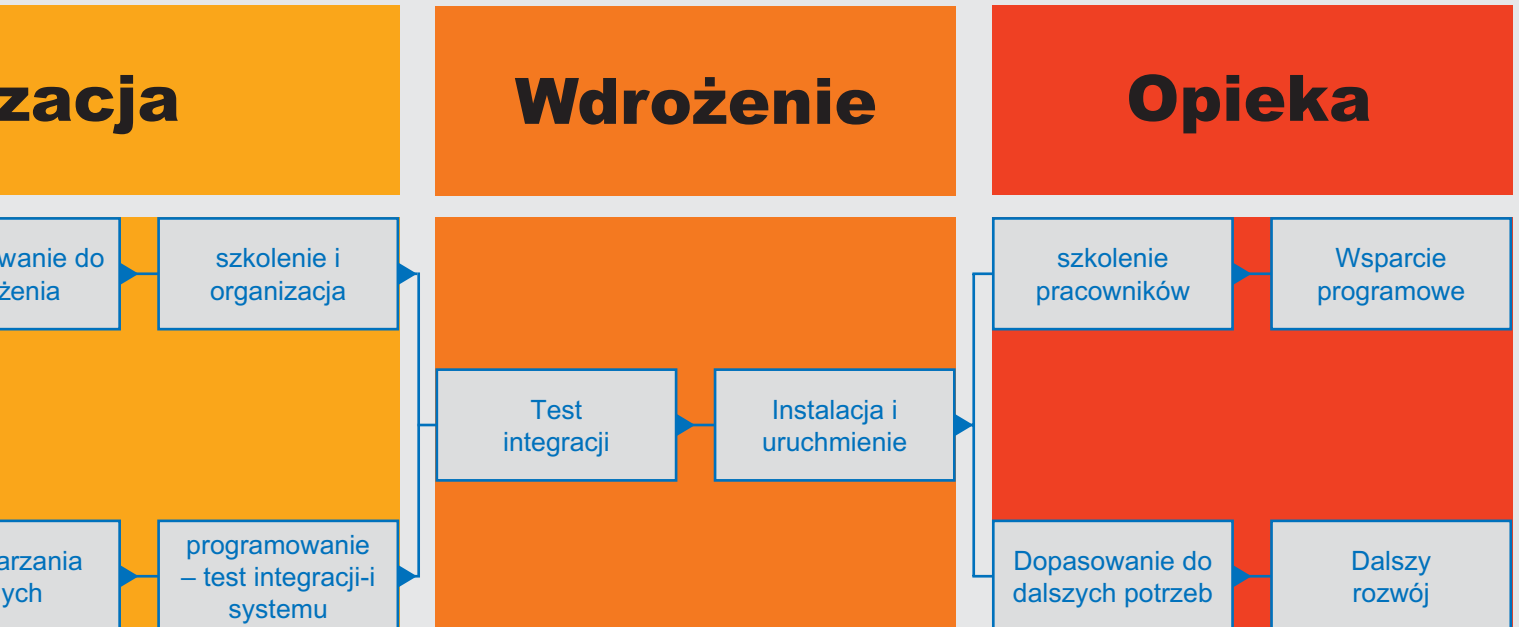 zacja
Wdrożenie
Opieka
wanie do
żenia
szkolenie i
organizacja
szkolenie
pracowników
Wsparcie
programowe
Test
integracji
Instalacja i
uruchmienie
arzania
ych
programowanie
– test integracji-i
systemu
Dopasowanie do
dalszych potrzeb
Dalszy
rozwój